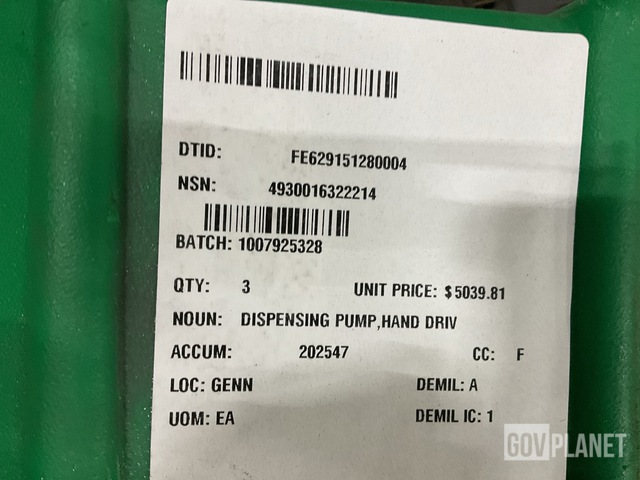 DTID: FE629151280004
NSN: 4930016322214
BATCH: 1007925328
QTY: 3 UNIT PRICE: $5039.81
NOUN: DISPENSING PUMP,HAND DRIV
ACCUM: 202547 CC: F
LOC: GENN DEMIL: A
UOM: EA DEMIL IC: 1
GOVPLANET